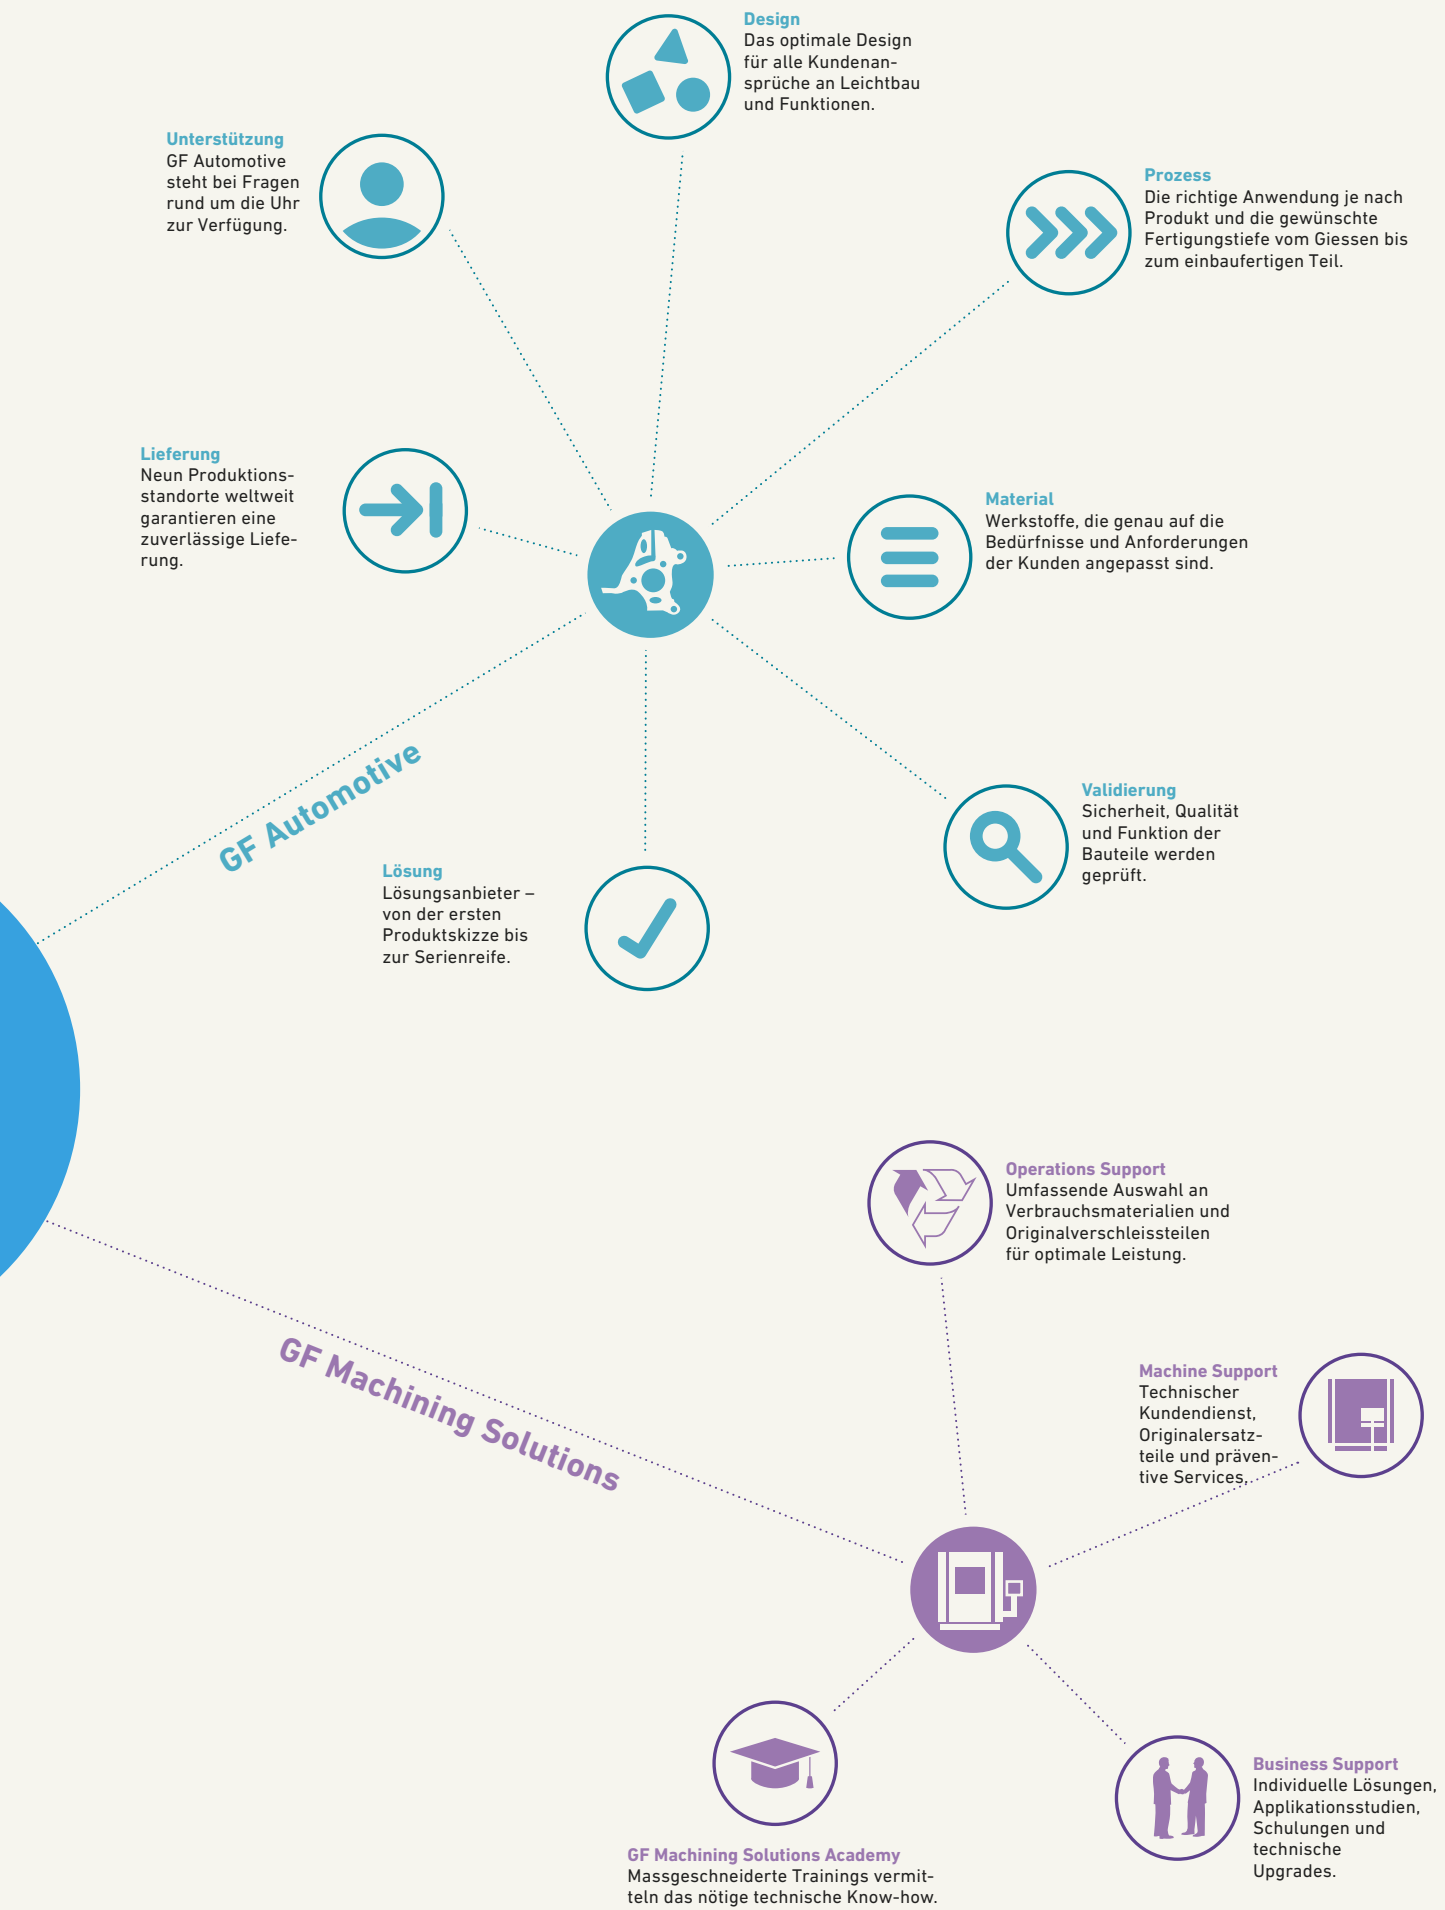 Design
Das optimale Design
für alle Kundenan-
sprüche an Leichtbau
und Funktionen.
Unterstützung
GF Automotive
steht bei Fragen
rund um die Uhr
zur Verfügung.
Prozess
Die richtige Anwendung je nach
Produkt und die gewünschte
Fertigungstiefe vom Giessen bis
zum einbaufertigen Teil.
Lieferung
Neun Produktions-
standorte weltweit
garantieren eine
zuverlässige Liefe-
rung.
Material
Werkstoffe, die genau auf die
Bedürfnisse und Anforderungen
der Kunden angepasst sind.
GF Automotive
Validierung
Sicherheit, Qualität
und Funktion der
Bauteile werden
geprüft.
Lösung
Lösungsanbieter –
von der ersten
Produktskizze bis
zur Serienreife.
Operations Support
Umfassende Auswahl an
Verbrauchsmaterialien und
Originalverschleissteilen
für optimale Leistung.
GF Machining Solutions
Machine Support
Technischer
Kundendienst,
Originalersatz-
teile und präven-
tive Services.
Business Support
Individuelle Lösungen,
Applikationsstudien,
Schulungen und
technische
Upgrades.
GF Machining Solutions Academy
Massgeschneiderte Trainings vermit-
teln das nötige technische Know-how.